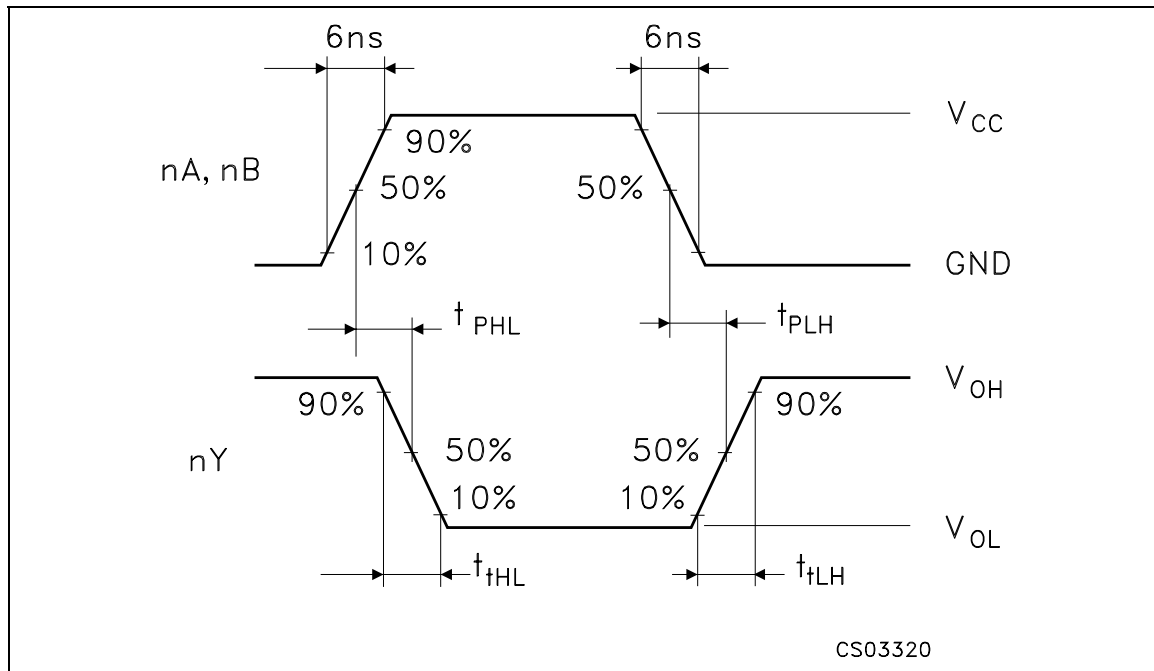 6ns 6ns
V_CC
90%
nA, nB
50% 50%
10%
GND
t_PHL t_PLH
V_OH
90% 90%
nY
50% 50%
10% 10%
V_OL
t_tHL t_tLH
CS03320